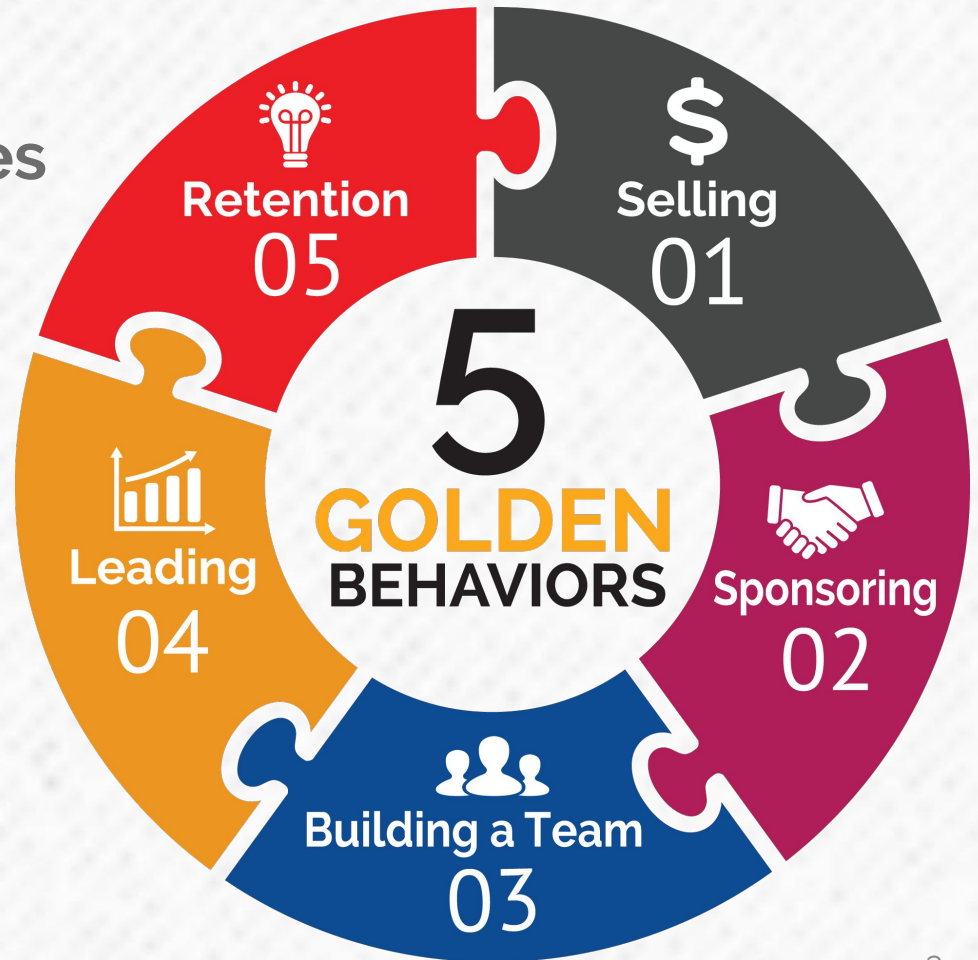 es
$
Selling
01
Sponsoring
02
Building a Team
03
Leading
04
Retention
05
5
GOLDEN
BEHAVIORS